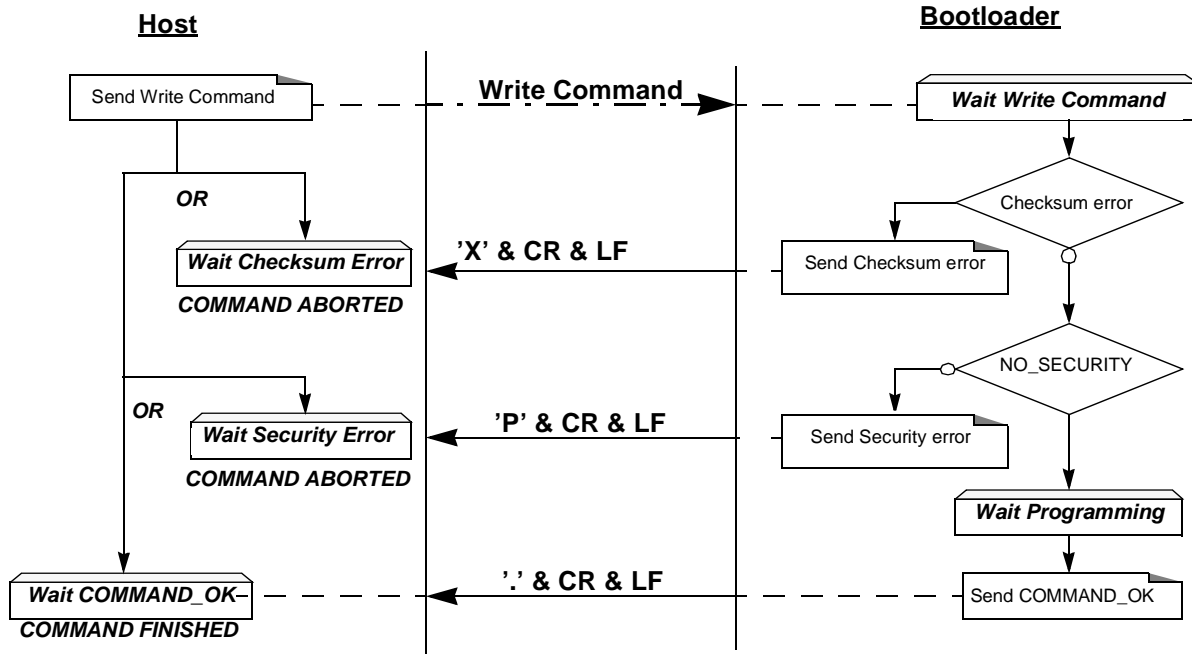 Host
Bootloader
Send Write Command
Write Command
Wait Write Command
OR
Checksum error
Wait Checksum Error
'X' & CR & LF
Send Checksum error
COMMAND ABORTED
NO_SECURITY
OR
Wait Security Error
'P' & CR & LF
Send Security error
COMMAND ABORTED
Wait Programming
Wait COMMAND_OK
'.' & CR & LF
Send COMMAND_OK
COMMAND FINISHED